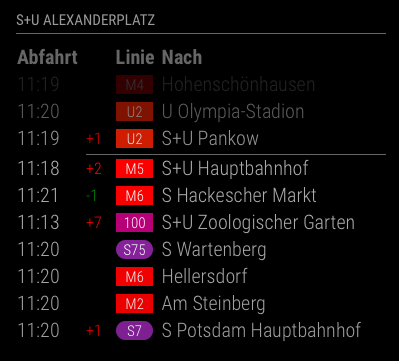 S+U ALEXANDERPLATZ
Abfahrt Linie Nach
11:19 M4 Hohenschönhausen
11:20 U2 U Olympia-Stadion
11:19 +1 U2 S+U Pankow
11:18 +2 M5 S+U Hauptbahnhof
11:21 -1 M6 S Hackescher Markt
11:13 +7 100 S+U Zoologischer Garten
11:20 S75 S Wartenberg
11:20 M6 Hellersdorf
11:20 M2 Am Steinberg
11:20 +1 S7 S Potsdam Hauptbahnhof